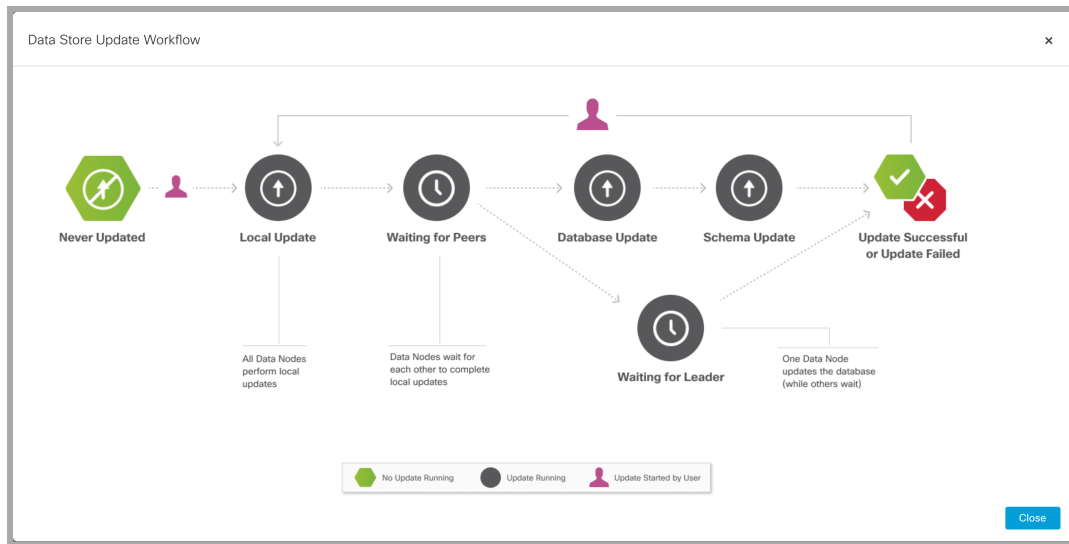 Data Store Update Workflow
×
Never Updated
Local Update
Waiting for Peers
Database Update
Schema Update
Update Successful
or Update Failed
All Data Nodes
perform local
updates
Data Nodes wait for
each other to complete
local updates
Waiting for Leader
One Data Node
updates the database
(while others wait)
No Update Running
Update Running
Update Started by User
Close